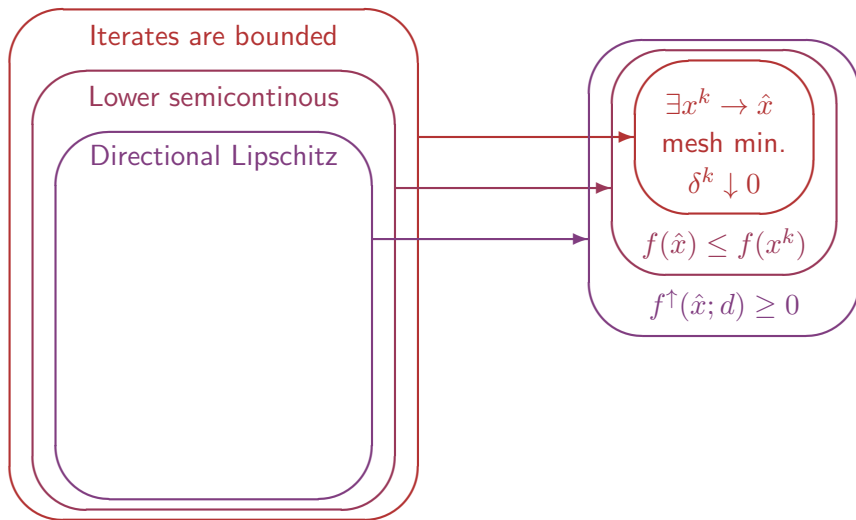 Iterates are bounded
Lower semicontinous
Directional Lipschitz
∃x^k → x̂
mesh min.
δ^k ↓ 0
f(x̂) ≤ f(x^k)
f^↑(x̂; d) ≥ 0